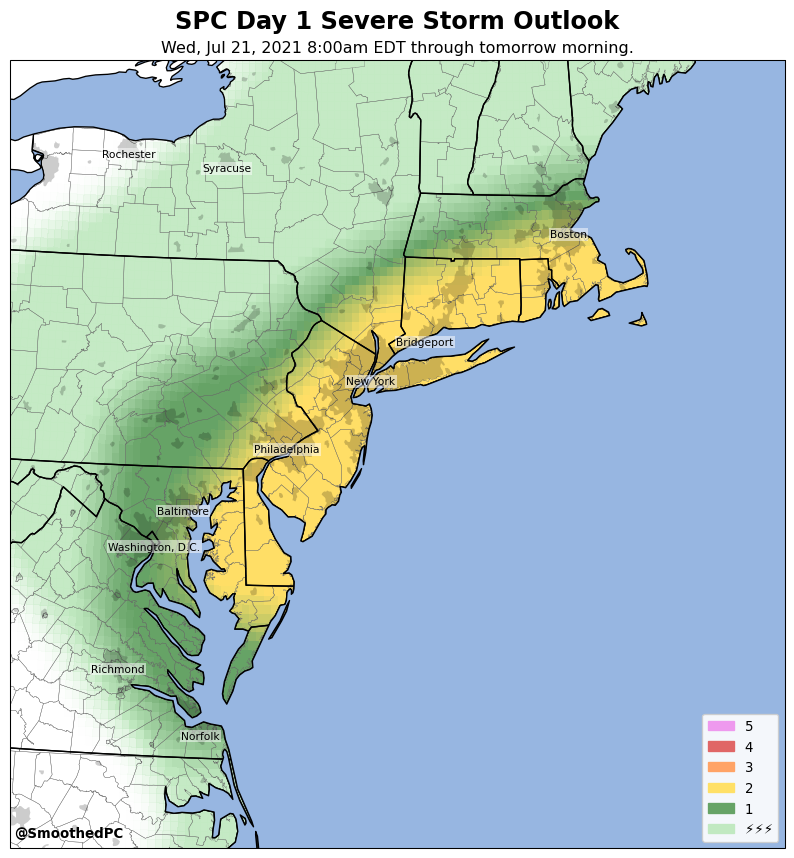 SPC Day 1 Severe Storm Outlook
Wed, Jul 21, 2021 8:00am EDT through tomorrow morning.
Rochester
Syracuse
Boston
Bridgeport
New York
Philadelphia
Baltimore
Washington, D.C.
Richmond
Norfolk
5
4
3
2
1
⚡⚡⚡
@SmoothedPC